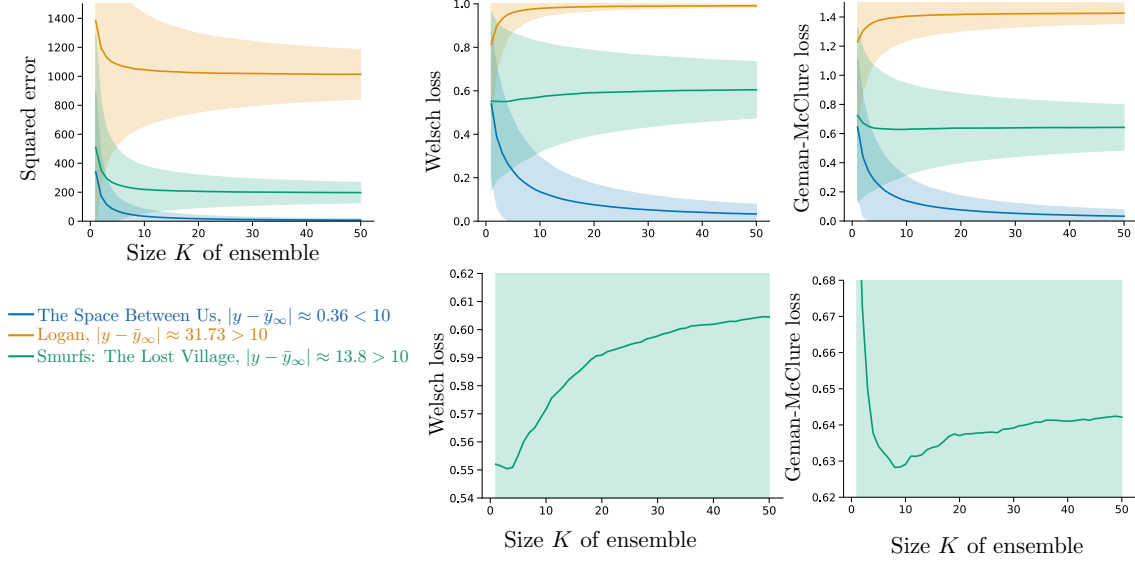 1400
1200
1000
800
600
400
200
0
Squared error
0 10 20 30 40 50
Size K of ensemble
1.0
0.8
0.6
0.4
0.2
0.0
Welsch loss
0 10 20 30 40 50
1.4
1.2
1.0
0.8
0.6
0.4
0.2
0.0
Geman-McClure loss
0 10 20 30 40 50
The Space Between Us, |y − ȳ∞| ≈ 0.36 < 10
Logan, |y − ȳ∞| ≈ 31.73 > 10
Smurfs: The Lost Village, |y − ȳ∞| ≈ 13.8 > 10
0.62
0.61
0.60
0.59
0.58
0.57
0.56
0.55
0.54
Welsch loss
0 10 20 30 40 50
Size K of ensemble
0.68
0.67
0.66
0.65
0.64
0.63
0.62
Geman-McClure loss
0 10 20 30 40 50
Size K of ensemble